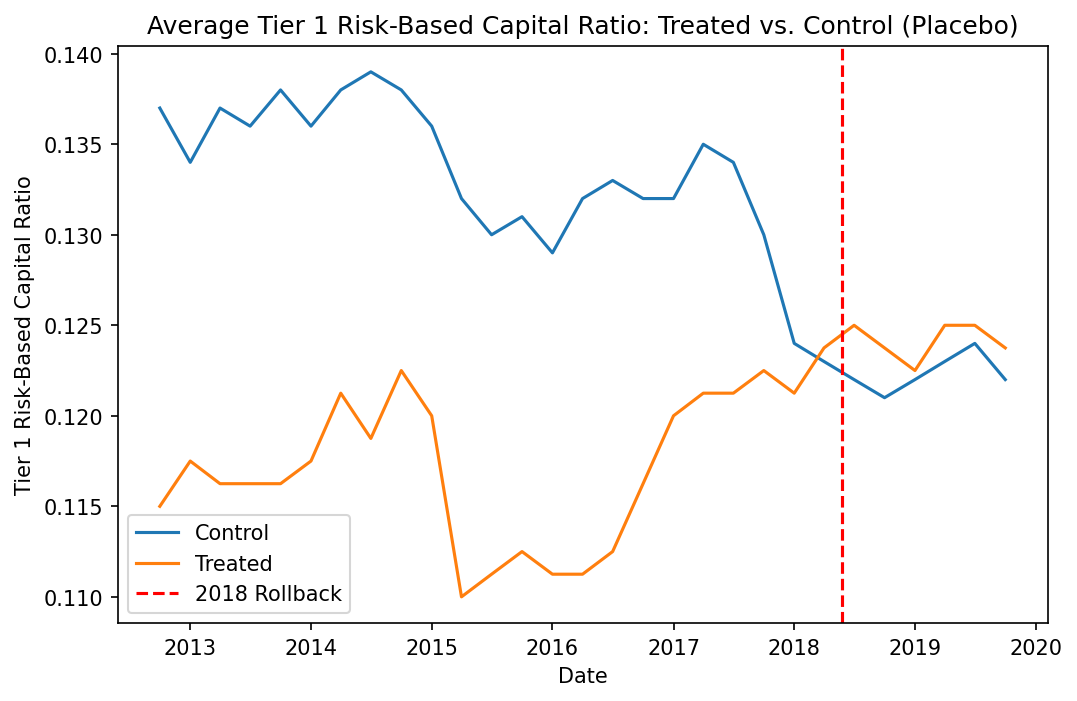 Average Tier 1 Risk-Based Capital Ratio: Treated vs. Control (Placebo)
Tier 1 Risk-Based Capital Ratio
0.140
0.135
0.130
0.125
0.120
0.115
0.110
Control
Treated
2018 Rollback
2013 2014 2015 2016 2017 2018 2019 2020
Date